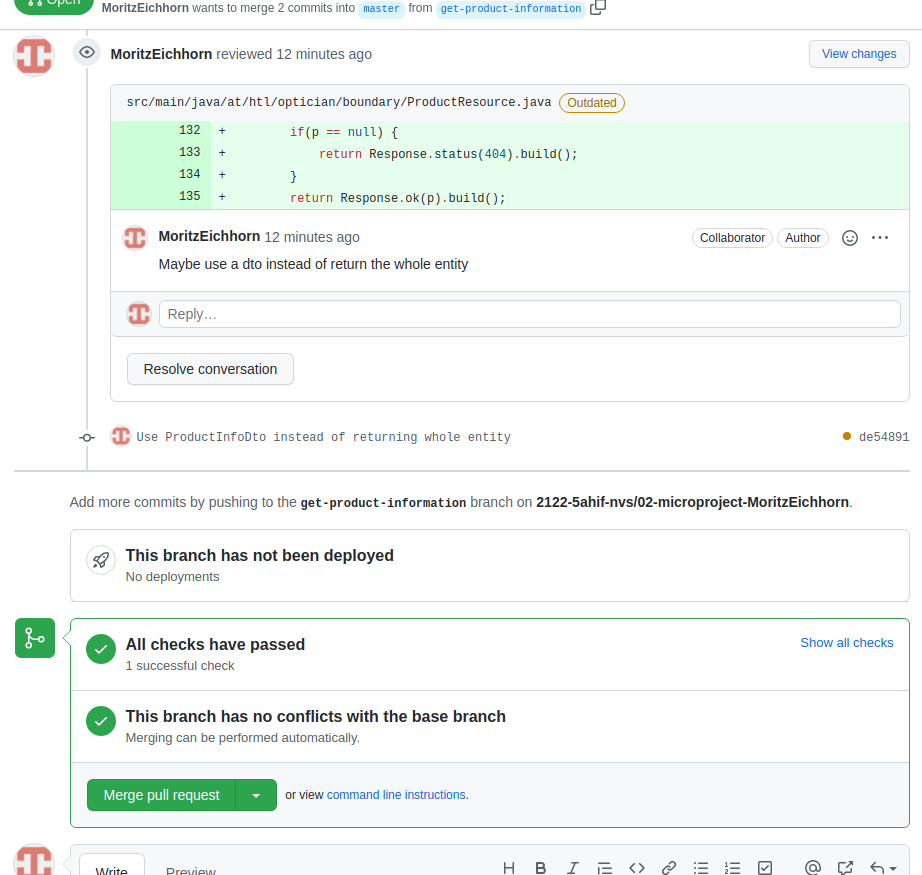 Open
MoritzEichhorn wants to merge 2 commits into master from get-product-information
MoritzEichhorn reviewed 12 minutes ago
View changes
src/main/java/at/htl/optician/boundary/ProductResource.java Outdated
132 + if(p == null) {
133 + return Response.status(404).build();
134 + }
135 + return Response.ok(p).build();
MoritzEichhorn 12 minutes ago Collaborator Author
Maybe use a dto instead of return the whole entity
Reply…
Resolve conversation
Use ProductInfoDto instead of returning whole entity de54891
Add more commits by pushing to the get-product-information branch on 2122-5ahif-nvs/02-microproject-MoritzEichhorn.
This branch has not been deployed
No deployments
All checks have passed
Show all checks
1 successful check
This branch has no conflicts with the base branch
Merging can be performed automatically.
Merge pull request or view command line instructions.
Write Preview